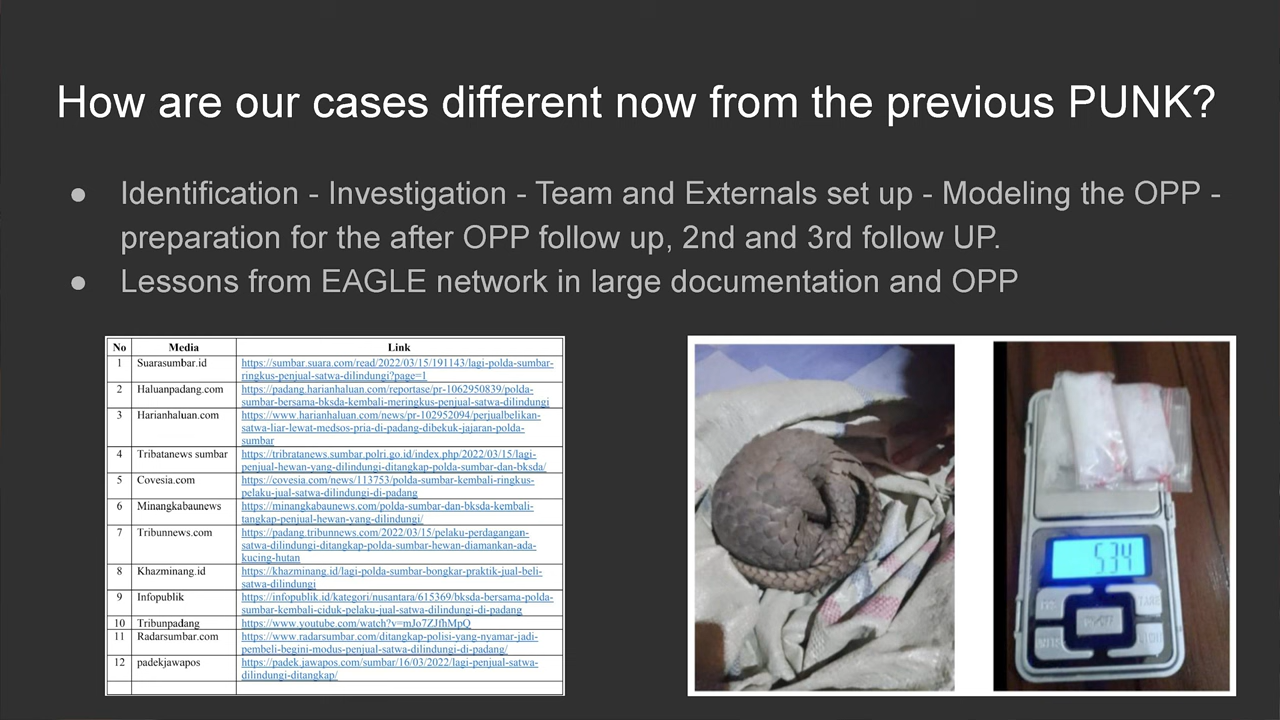 How are our cases different now from the previous PUNK?
● Identification - Investigation - Team and Externals set up - Modeling the OPP -
preparation for the after OPP follow up, 2nd and 3rd follow UP.
● Lessons from EAGLE network in large documentation and OPP
No Media Link
1 Suarasumbar.id https://sumbar.suara.com/read/2022/03/15/191143/lagi-polda-sumbar-
ringkus-penjual-satwa-dilindungi?page=1
2 Haluanpadang.com https://padang.harianhaluan.com/reportase/pr-1062950839/polda-
sumbar-bersama-bksda-kembali-meringkus-penjual-satwa-dilindungi
3 Harianhaluan.com https://www.harianhaluan.com/news/pr-102952094/perjualbelikan-
satwa-liar-lewat-medsos-pria-di-padang-dibekuk-jajaran-polda-
sumbar
4 Tribatanews sumbar https://tribratanews.sumbar.polri.go.id/index.php/2022/03/15/lagi-
penjual-hewan-yang-dilindungi-ditangkap-polda-sumbar-dan-bksda/
5 Covesia.com https://covesia.com/news/113753/polda-sumbar-kembali-ringkus-
pelaku-jual-satwa-dilindungi-di-padang
6 Minangkabaunews https://minangkabaunews.com/polda-sumbar-dan-bksda-kembali-
tangkap-penjual-hewan-yang-dilindungi/
7 Tribunnews.com https://padang.tribunnews.com/2022/03/15/pelaku-perdagangan-
satwa-dilindungi-ditangkap-polda-sumbar-hewan-diamankan-ada-
kucing-hutan
8 Khazminang.id https://khazminang.id/lagi-polda-sumbar-bongkar-praktik-jual-beli-
satwa-dilindungi
9 Infopublik https://infopublik.id/kategori/nusantara/615369/bksda-bersama-polda-
sumbar-kembali-ciduk-pelaku-jual-satwa-dilindungi-di-padang
10 Tribunpadang https://www.youtube.com/watch?v=mJo7ZJfhMpQ
11 Radarsumbar.com https://www.radarsumbar.com/ditangkap-polisi-yang-nyamar-jadi-
pembeli-begini-modus-penjual-satwa-dilindungi-di-padang/
12 padekjawapos https://padek.jawapos.com/sumbar/16/03/2022/lagi-penjual-satwa-
dilindungi-ditangkap/
5.34